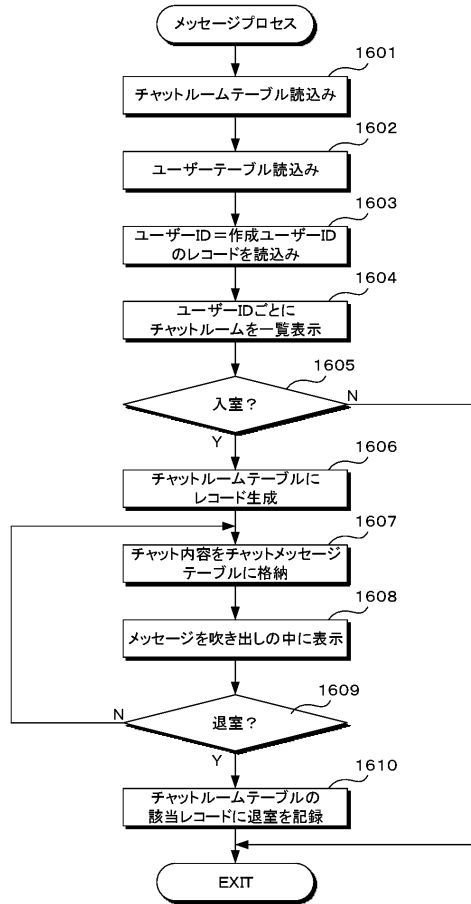 メッセージプロセス
1601
チャットルームテーブル読込み
1602
ユーザーテーブル読込み
1603
ユーザーID＝作成ユーザーID
のレコードを読込み
1604
ユーザーIDごとに
チャットルームを一覧表示
1605
入室？
N
Y
1606
チャットルームテーブルに
レコード生成
1607
チャット内容をチャットメッセージ
テーブルに格納
1608
メッセージを吹き出しの中に表示
1609
退室？
N
Y
1610
チャットルームテーブルの
該当レコードに退室を記録
EXIT